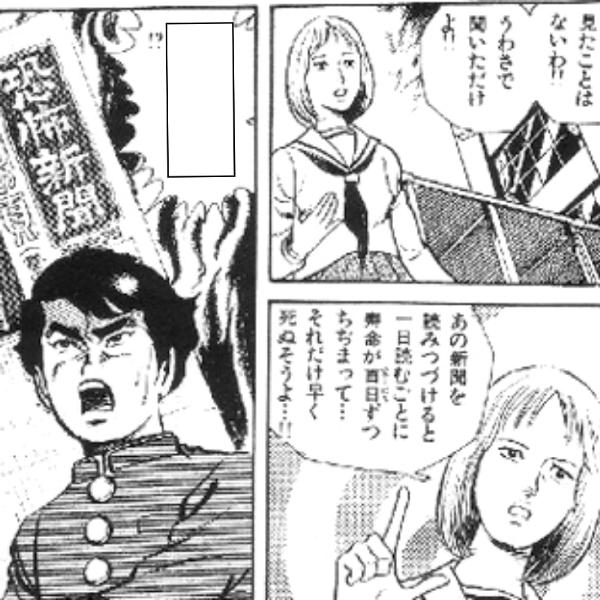 見たことは
ないわ!!
うわさで
聞いただけ
よ!!
!?
恐怖新聞
あの新聞を
読みつづけると
一日読むごとに
寿命が百日ずつ
ちぢまって…
それだけ早く
死ぬそうよ…!!